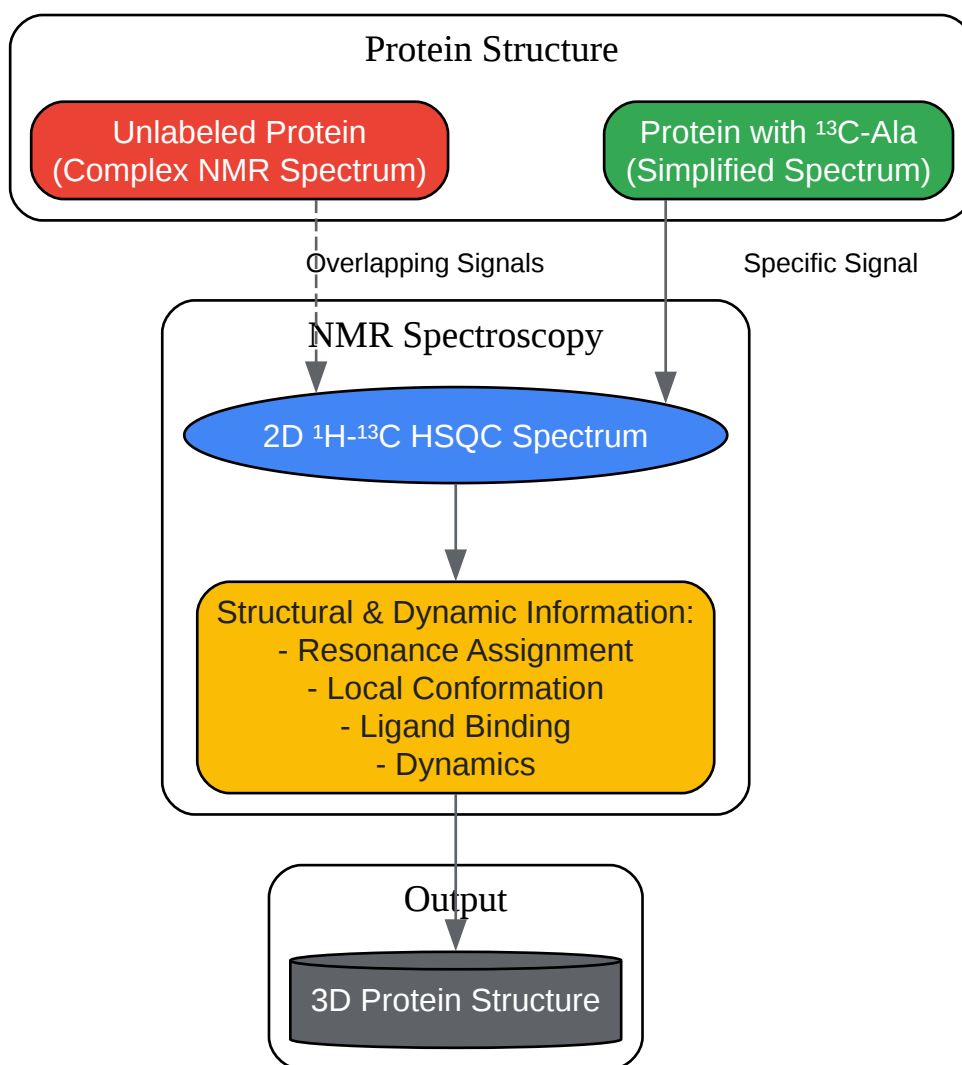 Protein Structure
Unlabeled Protein
(Complex NMR Spectrum)
Protein with ¹³C-Ala
(Simplified Spectrum)
Overlapping Signals
Specific Signal
NMR Spectroscopy
2D ¹H-¹³C HSQC Spectrum
Structural & Dynamic Information:
- Resonance Assignment
- Local Conformation
- Ligand Binding
- Dynamics
Output
3D Protein Structure